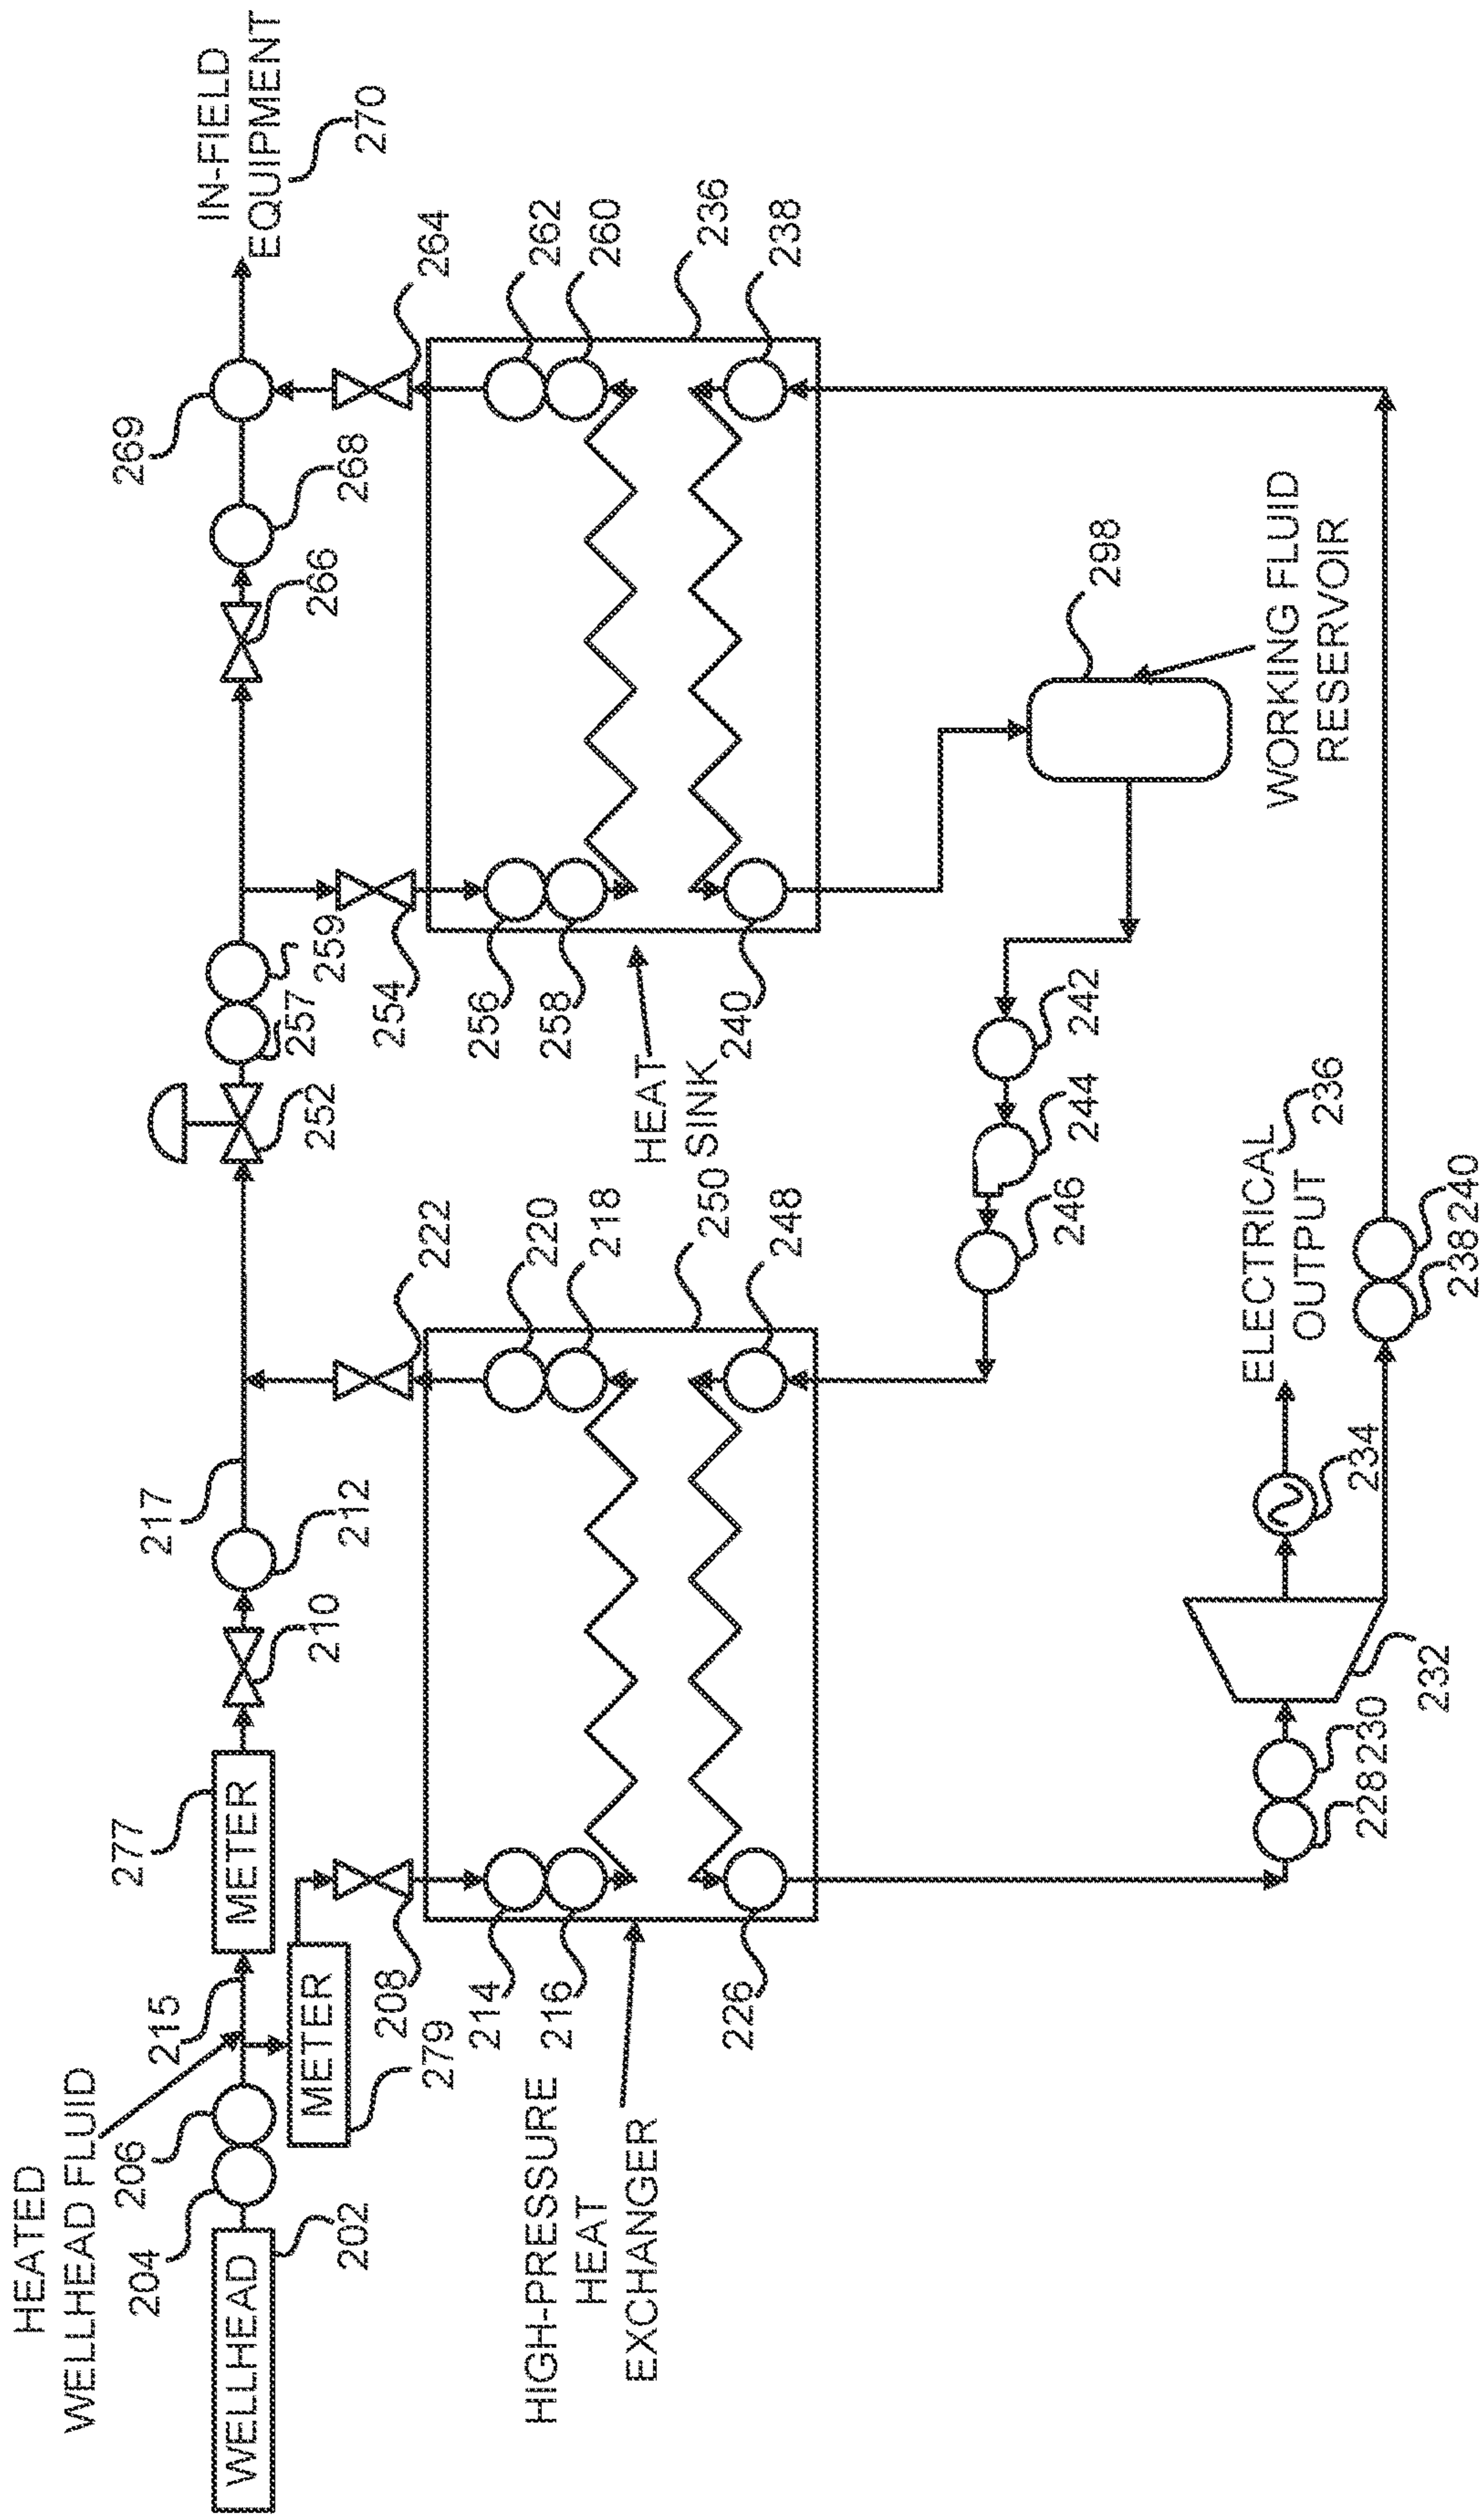 HEATED
WELLHEAD FLUID
WELLHEAD
202
204
206
215
METER
277
METER
279
210
212
217
208
222
214
216
220
218
226
248
250
HIGH-PRESSURE
HEAT
EXCHANGER
252
257
259
254
266
268
269
264
IN-FIELD
EQUIPMENT
270
256
258
262
260
236
238
240
HEAT
SINK
242
244
246
298
WORKING FLUID
RESERVOIR
228
230
232
234
ELECTRICAL
OUTPUT
236
238
240